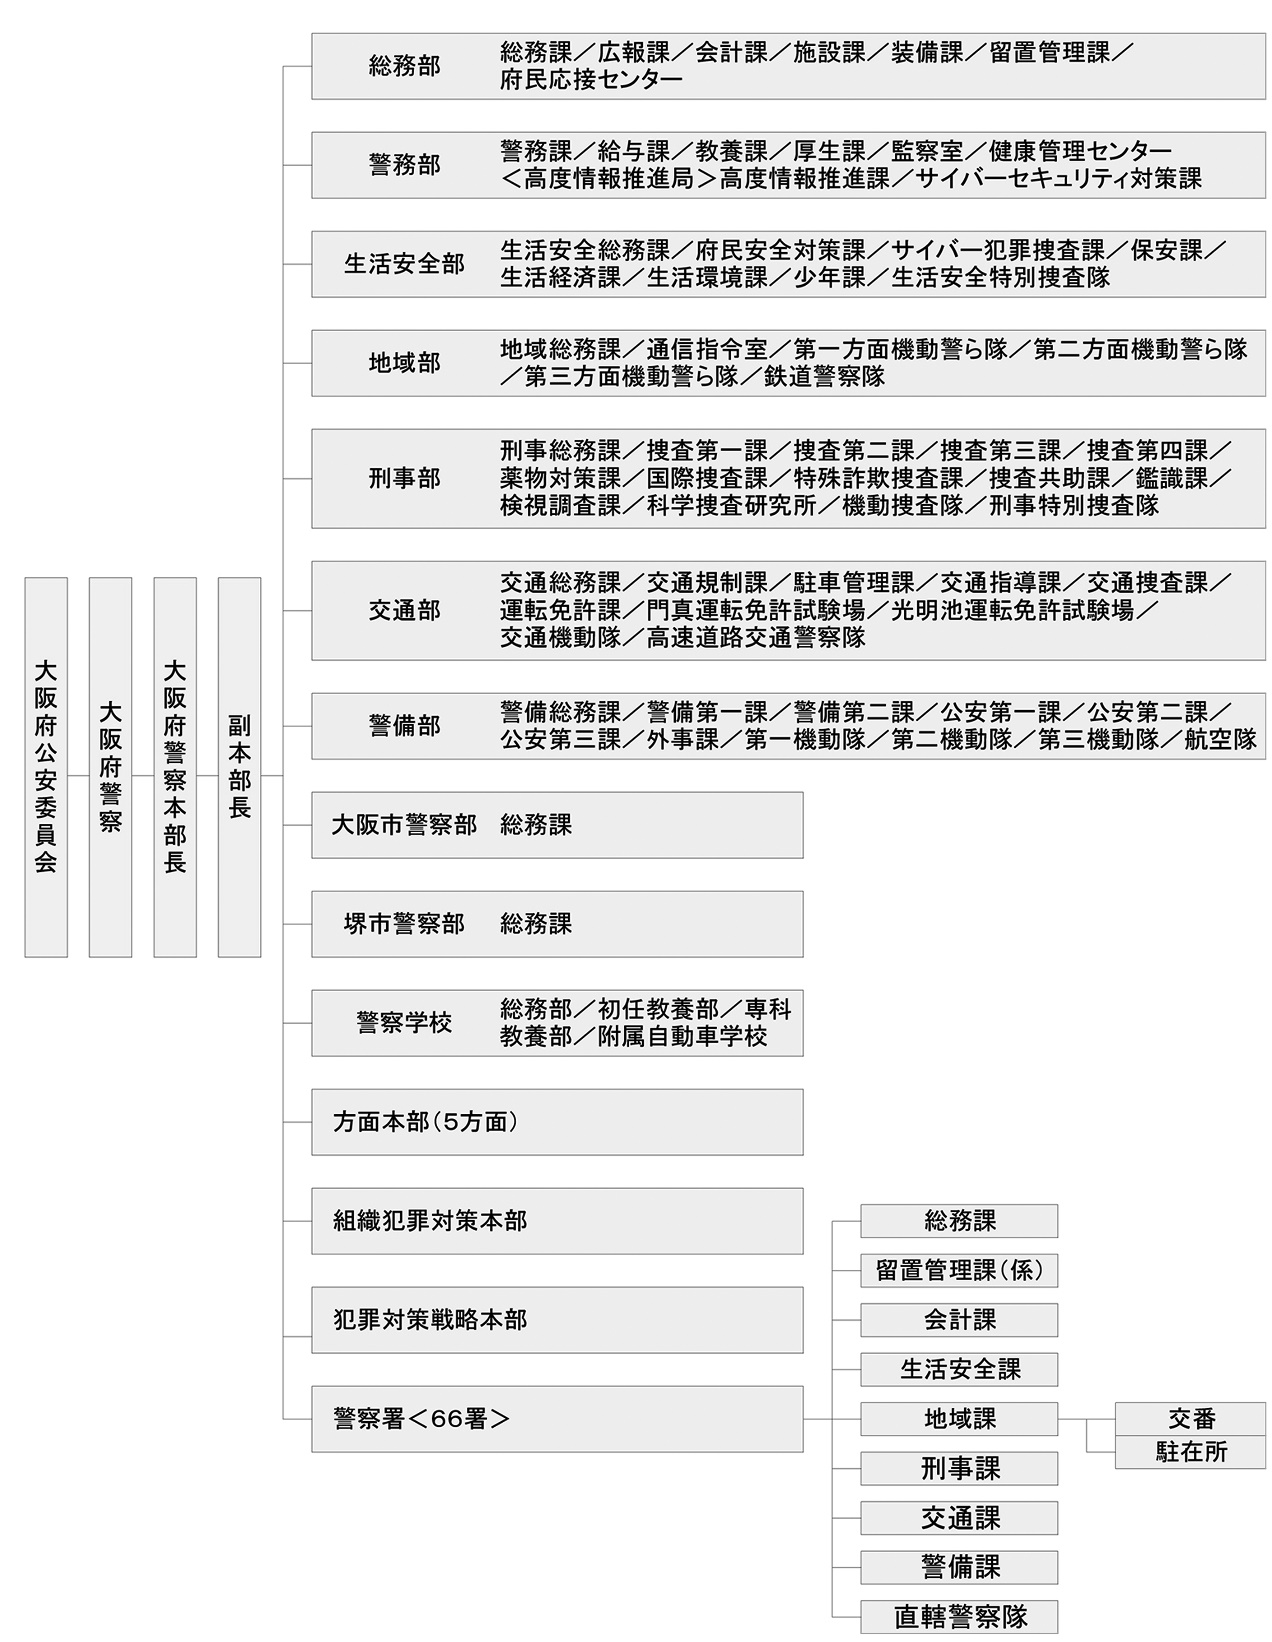 大阪府公安委員会
大阪府警察
大阪府警察本部長
副本部長
総務部
総務課／広報課／会計課／施設課／装備課／留置管理課／
府民応接センター
警務部
警務課／給与課／教養課／厚生課／監察室／健康管理センター
＜高度情報推進局＞高度情報推進課／サイバーセキュリティ対策課
生活安全部
生活安全総務課／府民安全対策課／サイバー犯罪捜査課／保安課／
生活経済課／生活環境課／少年課／生活安全特別捜査隊
地域部
地域総務課／通信指令室／第一方面機動警ら隊／第二方面機動警ら隊
／第三方面機動警ら隊／鉄道警察隊
刑事部
刑事総務課／捜査第一課／捜査第二課／捜査第三課／捜査第四課／
薬物対策課／国際捜査課／特殊詐欺捜査課／捜査共助課／鑑識課／
検視調査課／科学捜査研究所／機動捜査隊／刑事特別捜査隊
交通部
交通総務課／交通規制課／駐車管理課／交通指導課／交通捜査課／
運転免許課／門真運転免許試験場／光明池運転免許試験場／
交通機動隊／高速道路交通警察隊
警備部
警備総務課／警備第一課／警備第二課／公安第一課／公安第二課／
公安第三課／外事課／第一機動隊／第二機動隊／第三機動隊／航空隊
大阪市警察部
総務課
堺市警察部
総務課
警察学校
総務部／初任教養部／専科
教養部／附属自動車学校
方面本部（5方面）
組織犯罪対策本部
犯罪対策戦略本部
警察署＜66署＞
総務課
留置管理課（係）
会計課
生活安全課
地域課
交番
駐在所
刑事課
交通課
警備課
直轄警察隊